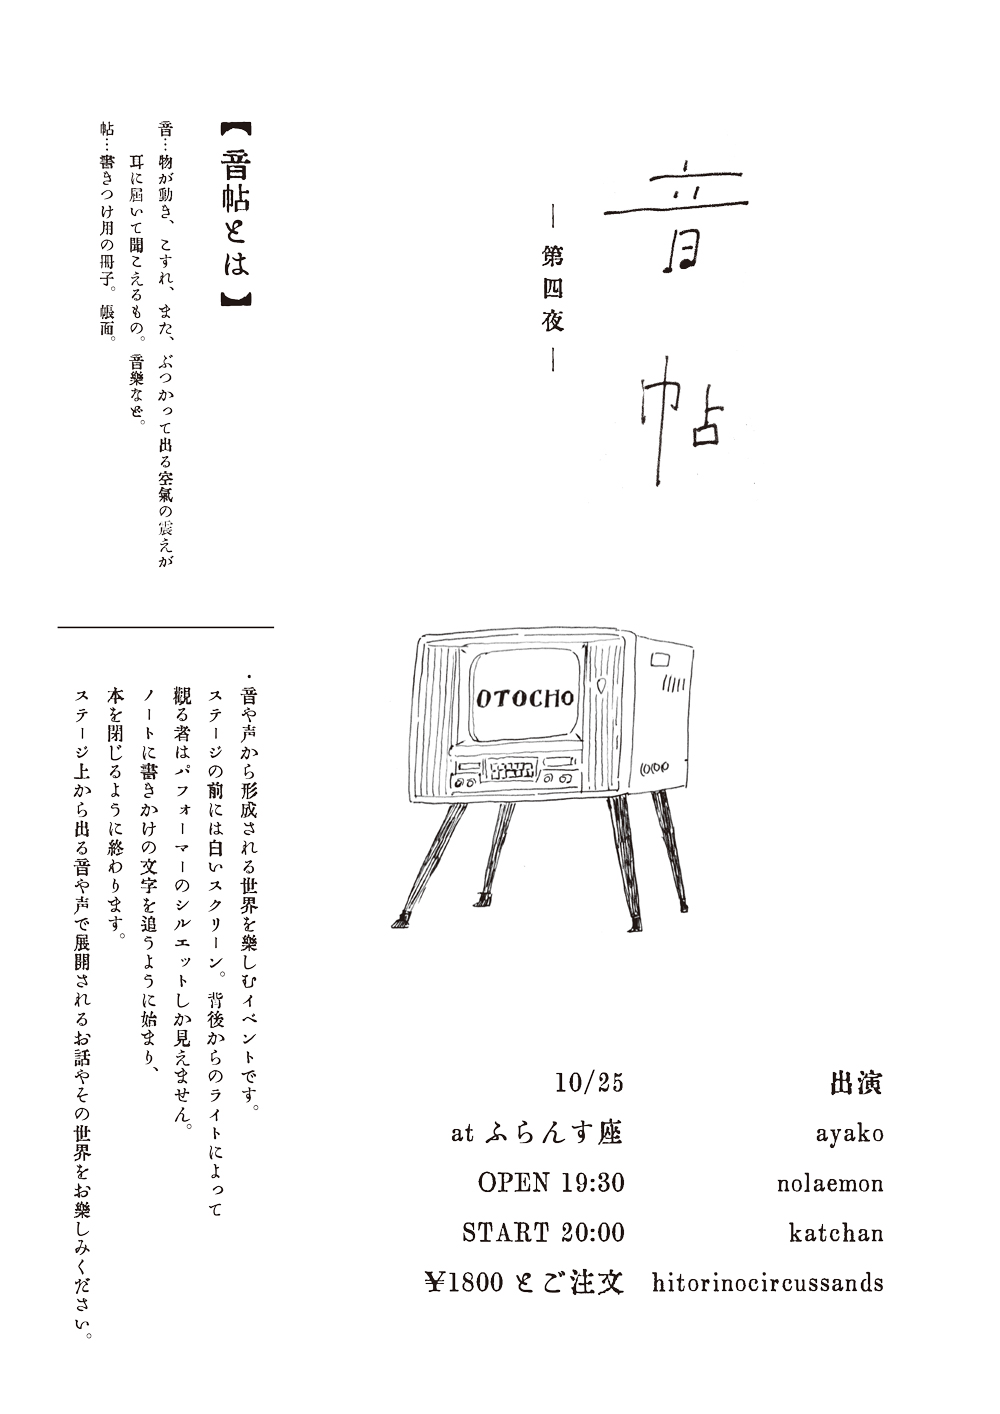 音帖
―第四夜―
OTOCHO
出演
ayako
nolaemon
katchan
hitorinocircussands
10/25
at ふらんす座
OPEN 19:30
START 20:00
¥1800 とご注文
【音帖とは】
音…物が動き、こすれ、また、ぶつかって出る空氣の震えが
耳に届いて聞こえるもの。音樂など。
帖…書きつけ用の冊子。帳面。
・音や声から形成される世界を樂しむイベントです。
ステージの前には白いスクリーン。背後からのライトによって
観る者はパフォーマーのシルエットしか見えません。
ノートに書きかけの文字を追うように始まり、
本を閉じるように終わります。
ステージ上から出る音や声で展開されるお話やその世界をお樂しみください。